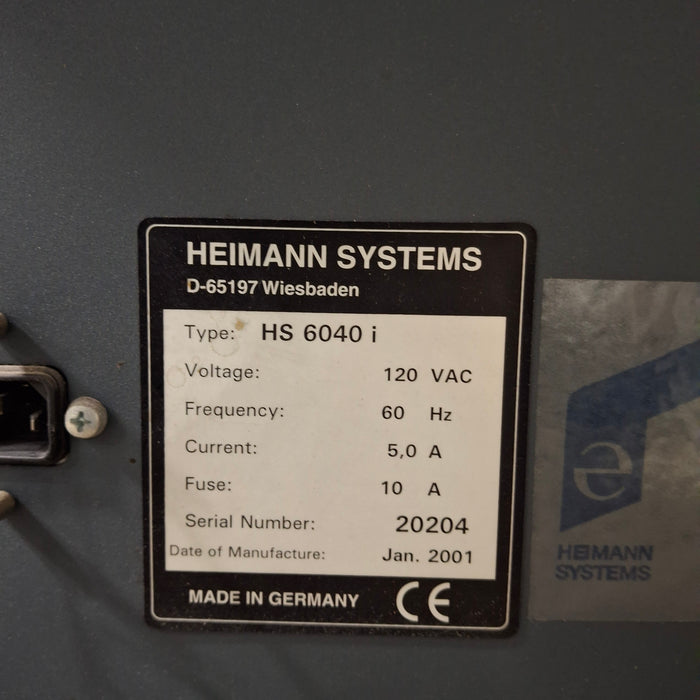 HEIMANN SYSTEMS
D-65197 Wiesbaden
Type: HS 6040 i
Voltage: 120 VAC
Frequency: 60 Hz
Current: 5,0 A
Fuse: 10 A
Serial Number: 20204
Date of Manufacture: Jan. 2001
MADE IN GERMANY CE
e
HEIMANN
SYSTEMS